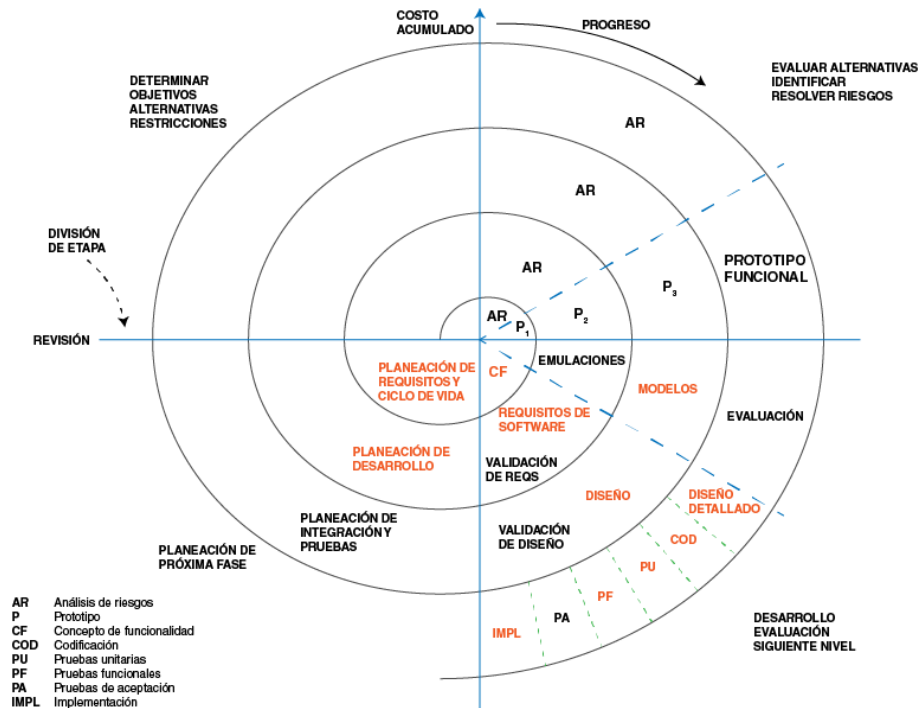 COSTO
ACUMULADO
PROGRESO
EVALUAR ALTERNATIVAS
IDENTIFICAR
RESOLVER RIESGOS
DETERMINAR
OBJETIVOS
ALTERNATIVAS
RESTRICCIONES
AR
AR
DIVISIÓN
DE ETAPA
AR
PROTOTIPO
FUNCIONAL
P3
P2
AR
P1
REVISIÓN
EMULACIONES
PLANEACIÓN DE
REQUISITOS Y
CICLO DE VIDA
CF
MODELOS
REQUISITOS DE
SOFTWARE
EVALUACIÓN
PLANEACIÓN DE
DESARROLLO
VALIDACIÓN
DE REQS
DISEÑO
DISEÑO
DETALLADO
PLANEACIÓN DE
INTEGRACIÓN Y
PRUEBAS
VALIDACIÓN
DE DISEÑO
COD
PLANEACIÓN DE
PRÓXIMA FASE
PU
PF
PA
IMPL
DESARROLLO
EVALUACIÓN
SIGUIENTE NIVEL
AR Análisis de riesgos
P Prototipo
CF Concepto de funcionalidad
COD Codificación
PU Pruebas unitarias
PF Pruebas funcionales
PA Pruebas de aceptación
IMPL Implementación